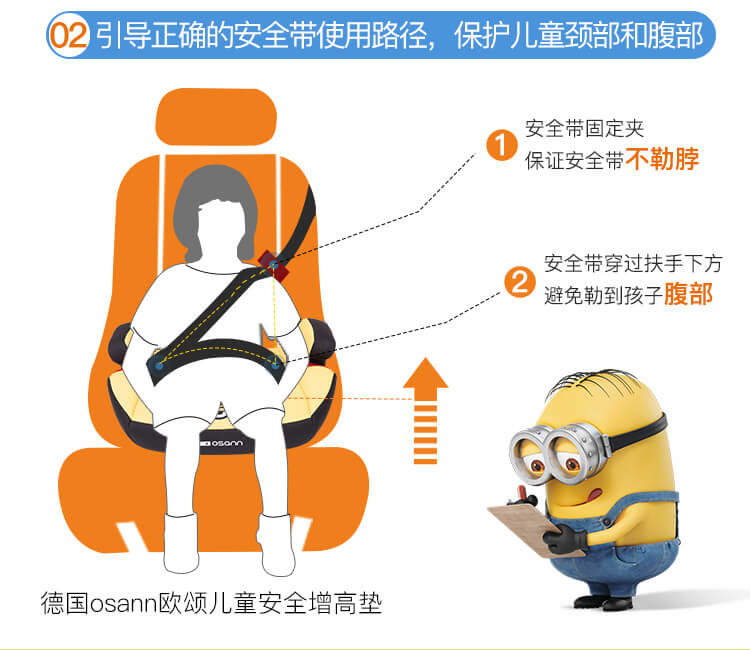 02 引导正确的安全带使用路径，保护儿童颈部和腹部
1 安全带固定夹
保证安全带不勒脖
2 安全带穿过扶手下方
避免勒到孩子腹部
osann
德国osann欧颂儿童安全增高垫